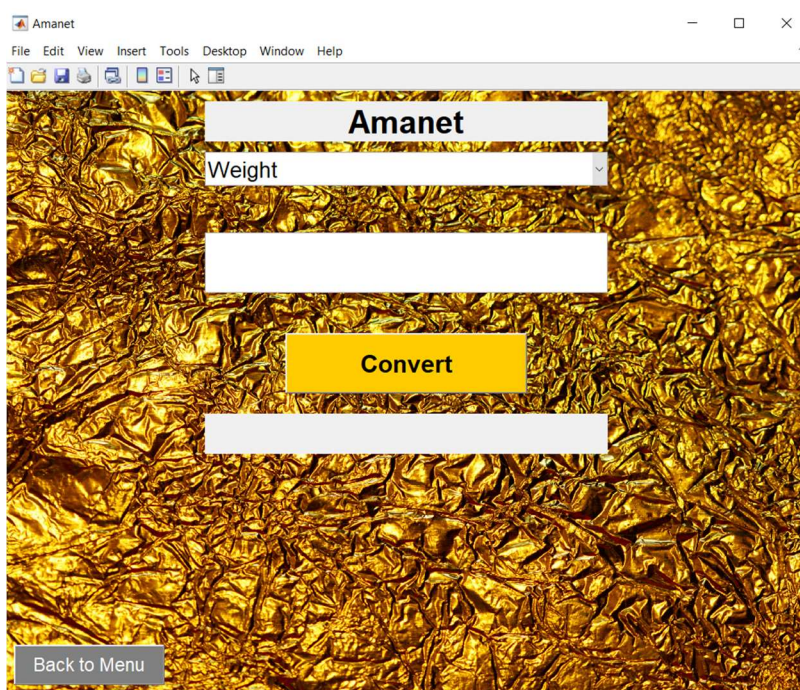 Amanet
File Edit View Insert Tools Desktop Window Help
Amanet
Weight
Convert
Back to Menu